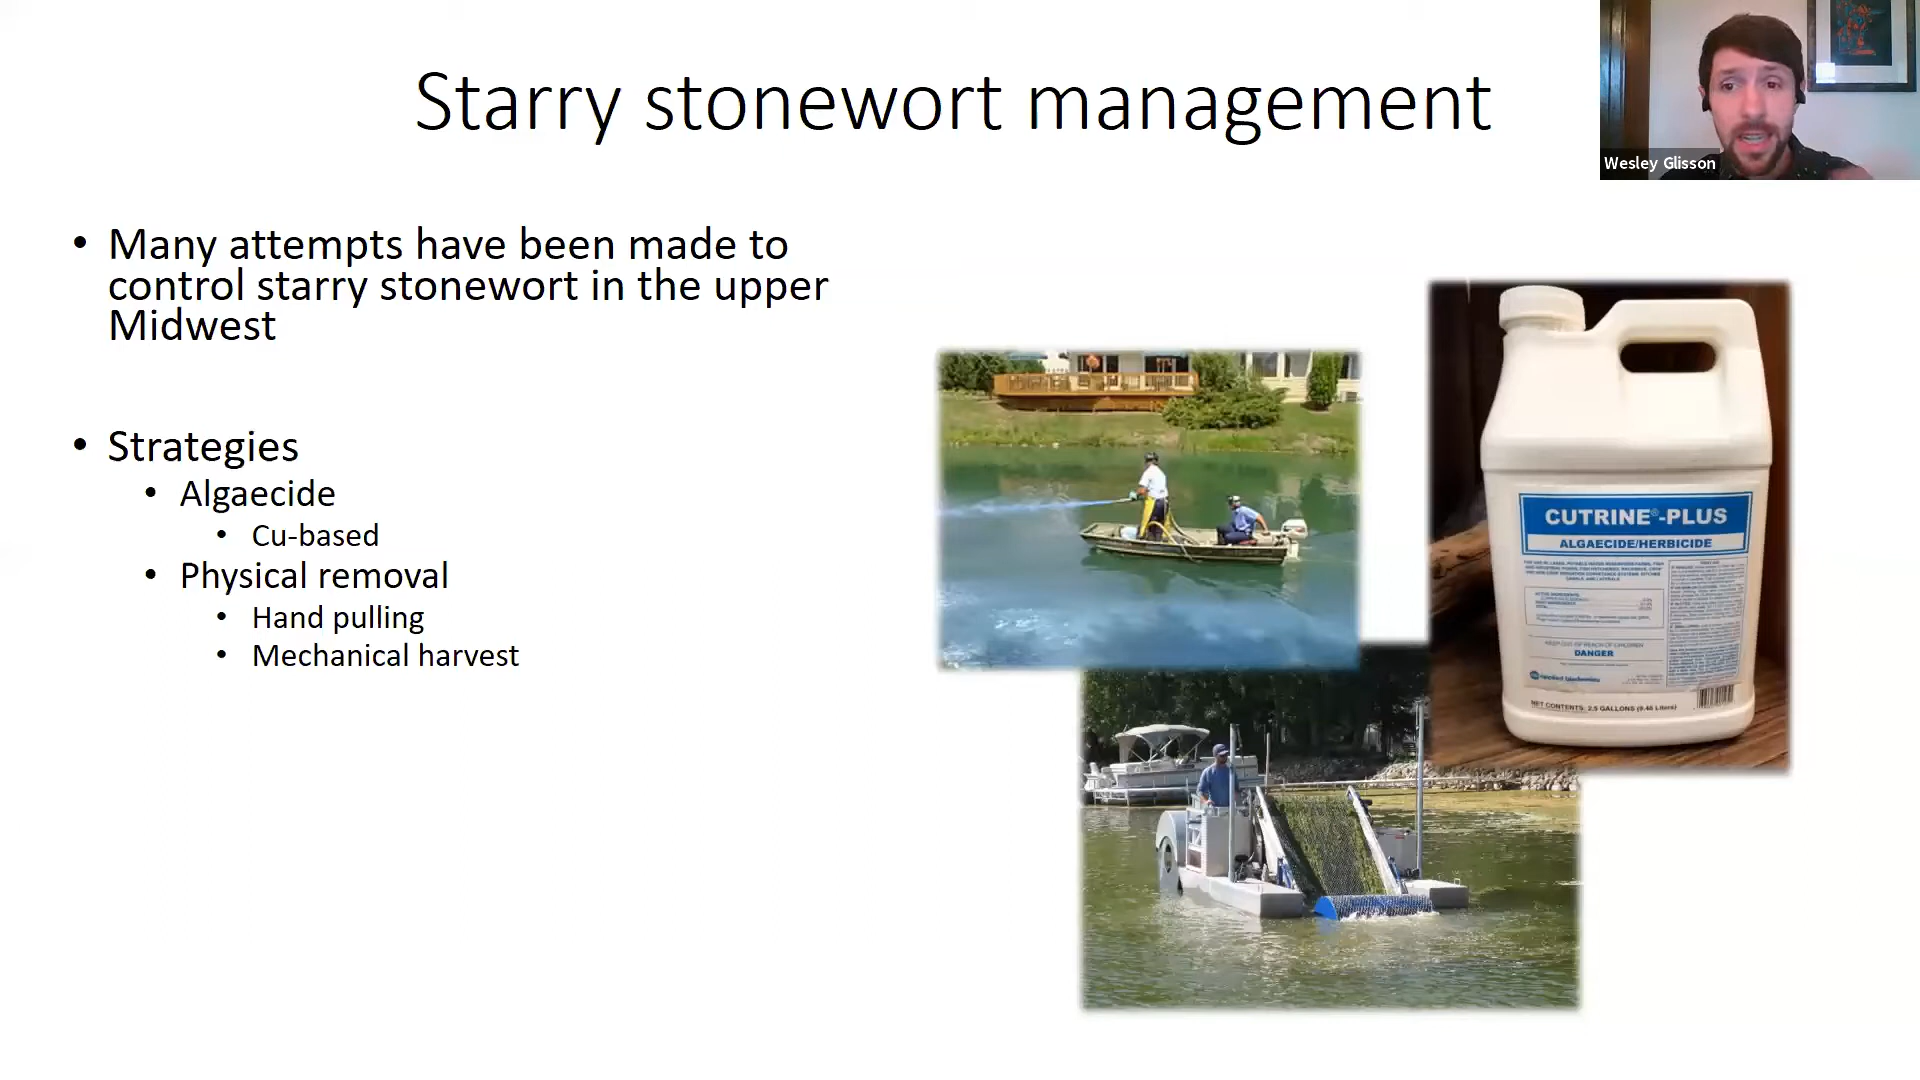 Starry stonewort management
Wesley Glisson
• Many attempts have been made to
control starry stonewort in the upper
Midwest
• Strategies
• Algaecide
• Cu-based
• Physical removal
• Hand pulling
• Mechanical harvest
CUTRINE®-PLUS
ALGAECIDE/HERBICIDE
KEEP OUT OF REACH OF CHILDREN
DANGER
applied biochemists
NET CONTENTS: 2.5 GALLONS (9.46 Liters)